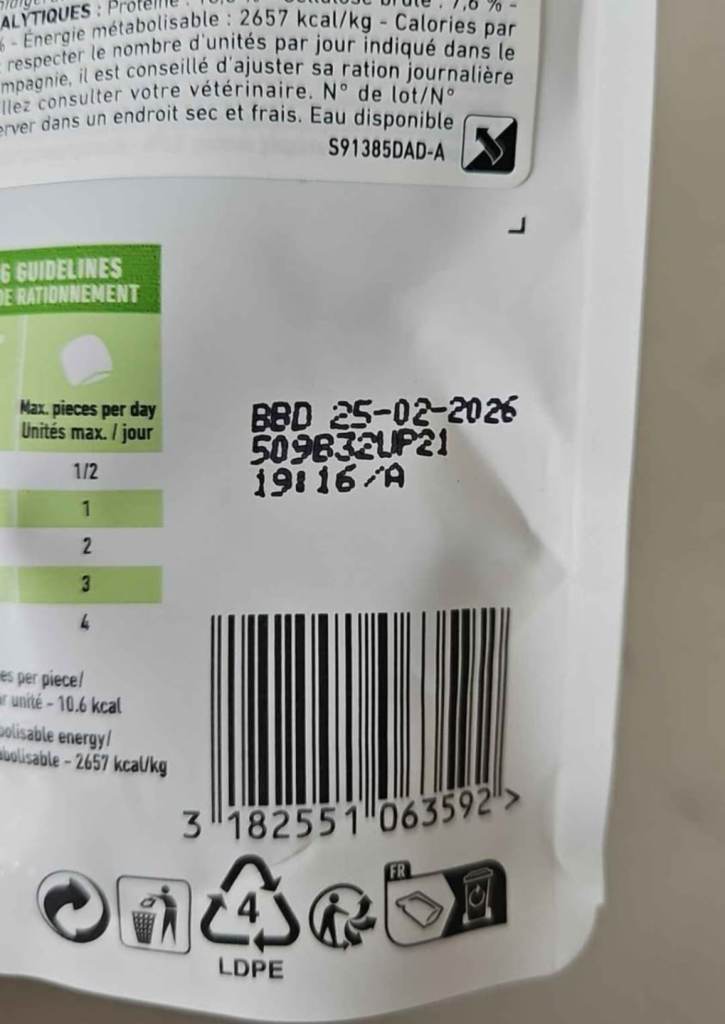 ALYTIQUES : Protéine : 7,6 % -
- Énergie métabolisable : 2657 kcal/kg - Calories par
respecter le nombre d'unités par jour indiqué dans le
mpagnie, il est conseillé d'ajuster sa ration journalière
llez consulter votre vétérinaire. N° de lot/N°
erver dans un endroit sec et frais. Eau disponible
S91385DAD-A
G GUIDELINES
DE RATIONNEMENT
Max. pieces per day
Unités max. / jour
1/2
1
2
3
4
BBD 25-02-2026
509B32UP21
19:16/A
es per piece/
r unité - 10.6 kcal
bolisable energy/
abolisable - 2657 kcal/kg
3 182551 063592 >
FR
4
LDPE